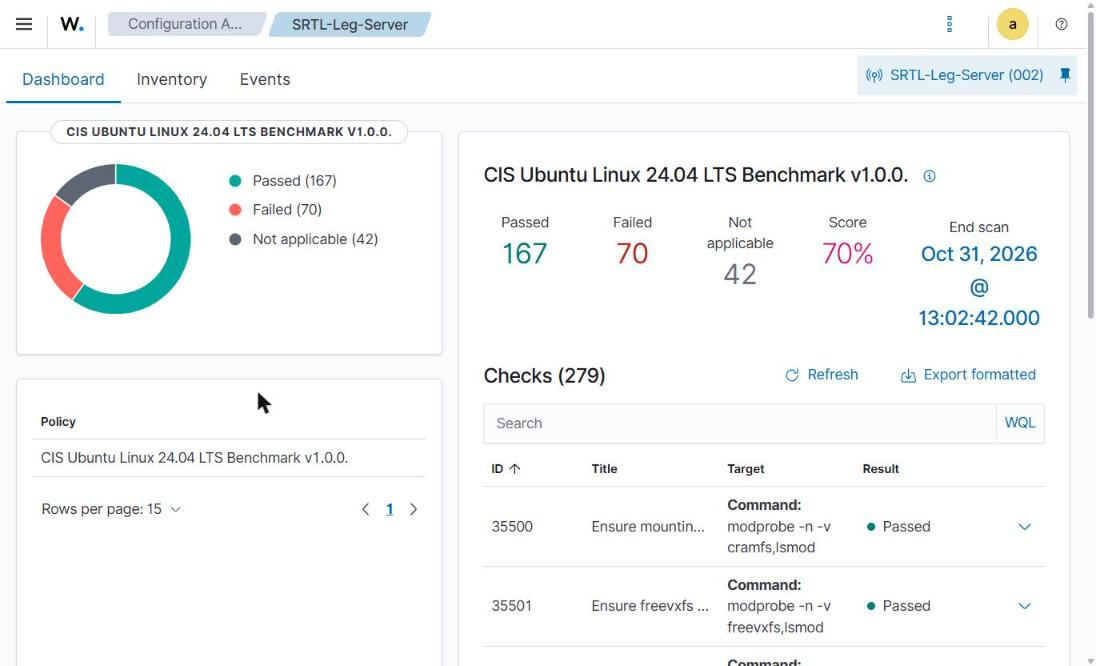 W.
Configuration A...
SRTL-Leg-Server
a
Dashboard
Inventory
Events
SRTL-Leg-Server (002)
CIS UBUNTU LINUX 24.04 LTS BENCHMARK V1.0.0.
Passed (167)
Failed (70)
Not applicable (42)
Policy
CIS Ubuntu Linux 24.04 LTS Benchmark v1.0.0.
Rows per page: 15
1
CIS Ubuntu Linux 24.04 LTS Benchmark v1.0.0.
Passed
167
Failed
70
Not
applicable
42
Score
70%
End scan
Oct 31, 2026
@
13:02:42.000
Checks (279)
Refresh
Export formatted
Search
WQL
ID
Title
Target
Result
35500
Ensure mountin...
Command:
modprobe -n -v
cramfs,lsmod
Passed
35501
Ensure freevxfs ...
Command:
modprobe -n -v
freevxfs,lsmod
Passed
Command: